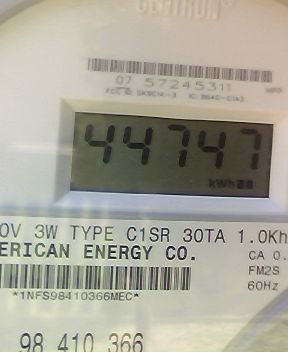 CENTRON
07 57245311
44747
kWh
0V 3W TYPE C1SR 30TA 1.0Kh
ERICAN ENERGY CO.
CA 0.
FM2S
60Hz
*1NFS98410366MEC*
98 410 366